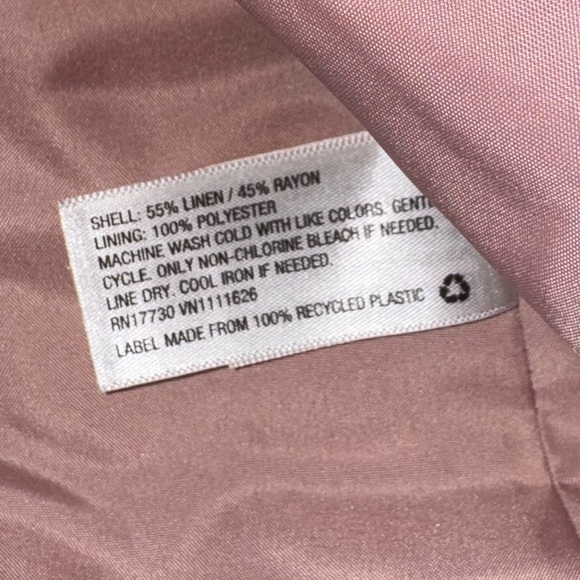 SHELL: 55% LINEN / 45% RAYON
LINING: 100% POLYESTER
MACHINE WASH COLD WITH LIKE COLORS. GENT
CYCLE. ONLY NON-CHLORINE BLEACH IF NEEDED.
LINE DRY. COOL IRON IF NEEDED.
RN17730 VN1111626
LABEL MADE FROM 100% RECYCLED PLASTIC